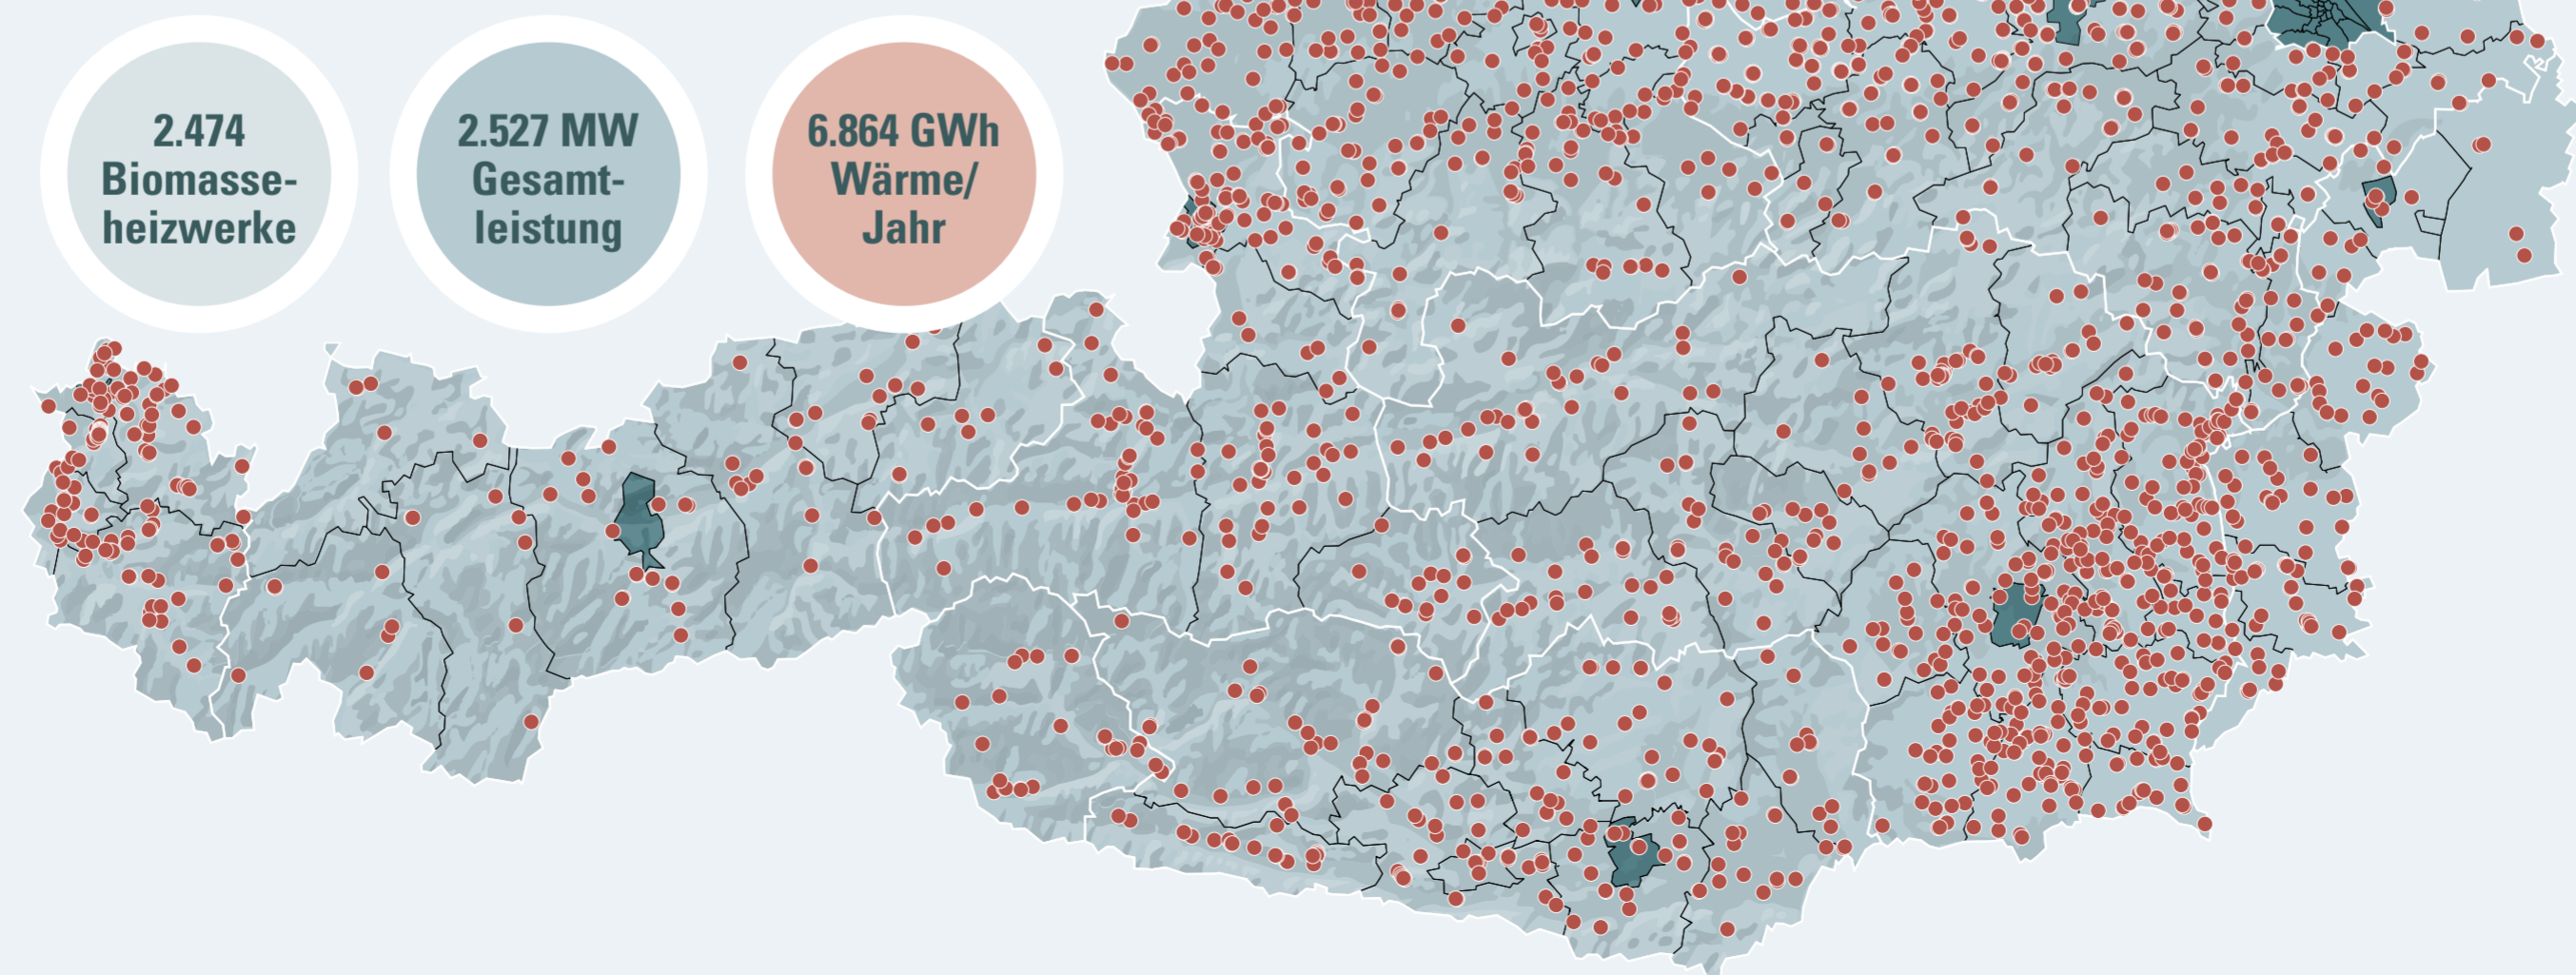 2.474
Biomasse-
heizwerke
2.527 MW
Gesamt-
leistung
6.864 GWh
Wärme/
Jahr